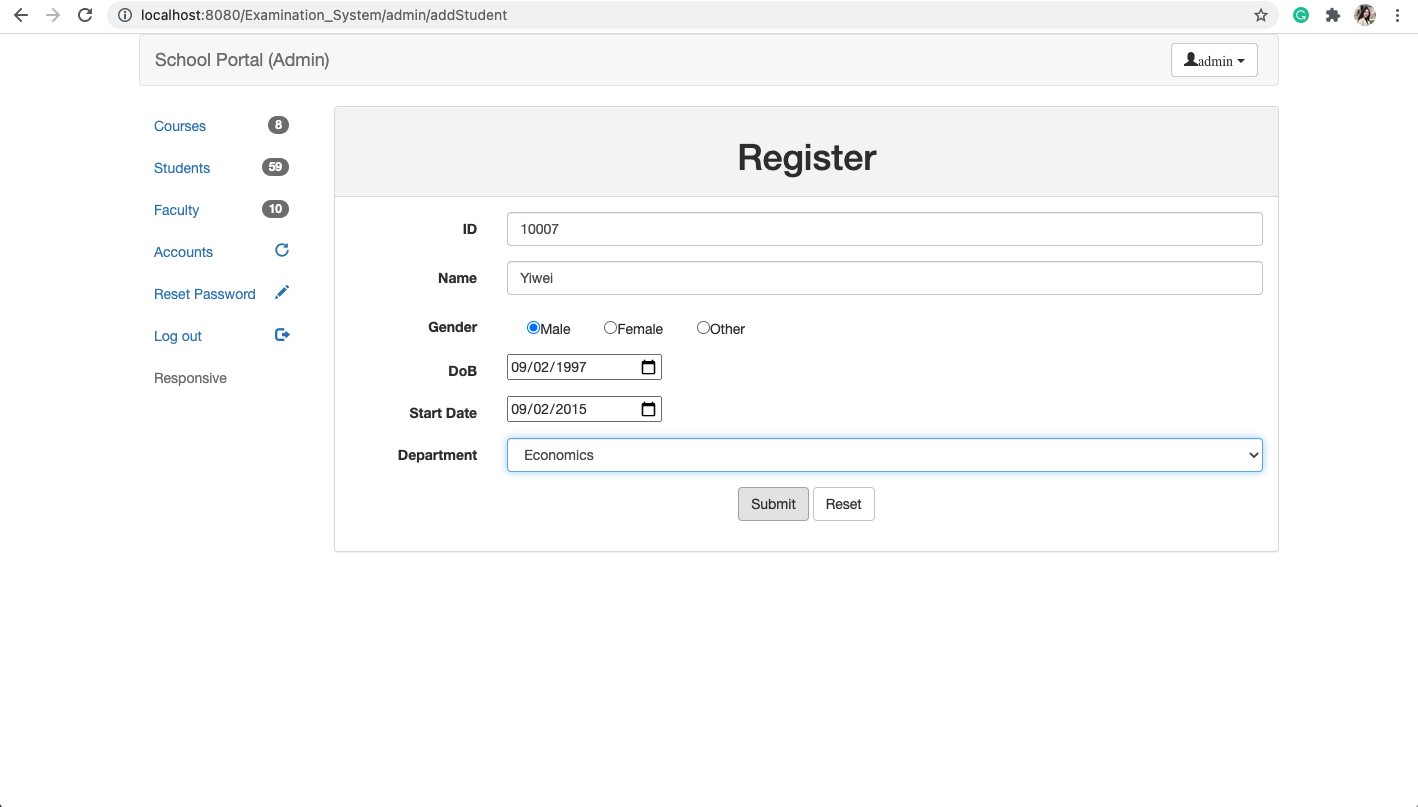 localhost:8080/Examination_System/admin/addStudent
School Portal (Admin)
admin
Courses 8
Students 59
Faculty 10
Accounts
Reset Password
Log out
Responsive
Register
ID 10007
Name Yiwei
Gender Male Female Other
DoB 09/02/1997
Start Date 09/02/2015
Department Economics
Submit Reset